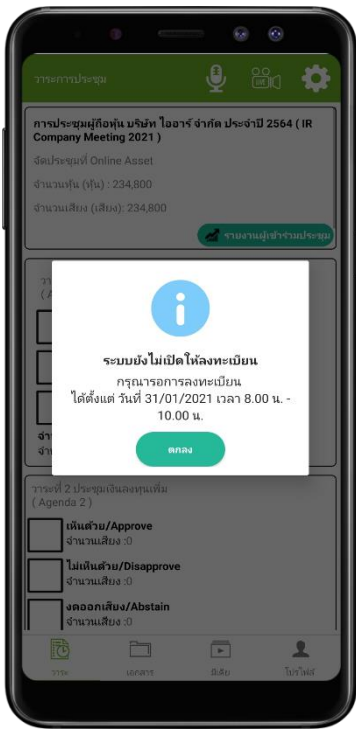 วาระการประชุม
การประชุมผู้ถือหุ้น บริษัท ไออาร์ จำกัด ประจำปี 2564 ( IR
Company Meeting 2021 )
จัดประชุมที่ Online Asset
จำนวนหุ้น (หุ้น) : 234,800
จำนวนเสียง (เสียง): 234,800
รายงานผู้เข้าร่วมประชุม
ระบบยังไม่เปิดให้ลงทะเบียน
กรุณารอการลงทะเบียน
ได้ตั้งแต่ วันที่ 31/01/2021 เวลา 8.00 น. -
10.00 น.
ตกลง
วาระที่ 2 ประชุมเงินลงทุนเพิ่ม
( Agenda 2 )
เห็นด้วย/Approve
จำนวนเสียง :0
ไม่เห็นด้วย/Disapprove
จำนวนเสียง :0
งดออกเสียง/Abstain
จำนวนเสียง :0
วาระ
เอกสาร
มีเดีย
โปรไฟล์